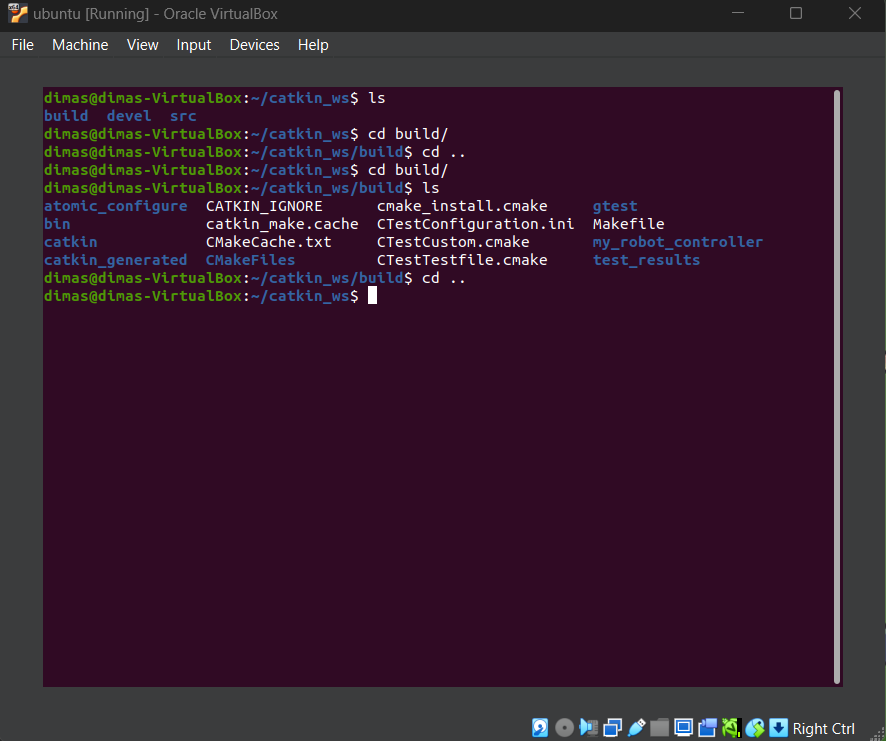 ubuntu [Running] - Oracle VirtualBox
File Machine View Input Devices Help
dimas@dimas-VirtualBox:~/catkin_ws$ ls
build devel src
dimas@dimas-VirtualBox:~/catkin_ws$ cd build/
dimas@dimas-VirtualBox:~/catkin_ws/build$ cd ..
dimas@dimas-VirtualBox:~/catkin_ws$ cd build/
dimas@dimas-VirtualBox:~/catkin_ws/build$ ls
atomic_configure CATKIN_IGNORE cmake_install.cmake gtest
bin catkin_make.cache CTestConfiguration.ini Makefile
catkin CMakeCache.txt CTestCustom.cmake my_robot_controller
catkin_generated CMakeFiles CTestTestfile.cmake test_results
dimas@dimas-VirtualBox:~/catkin_ws/build$ cd ..
dimas@dimas-VirtualBox:~/catkin_ws$
Right Ctrl